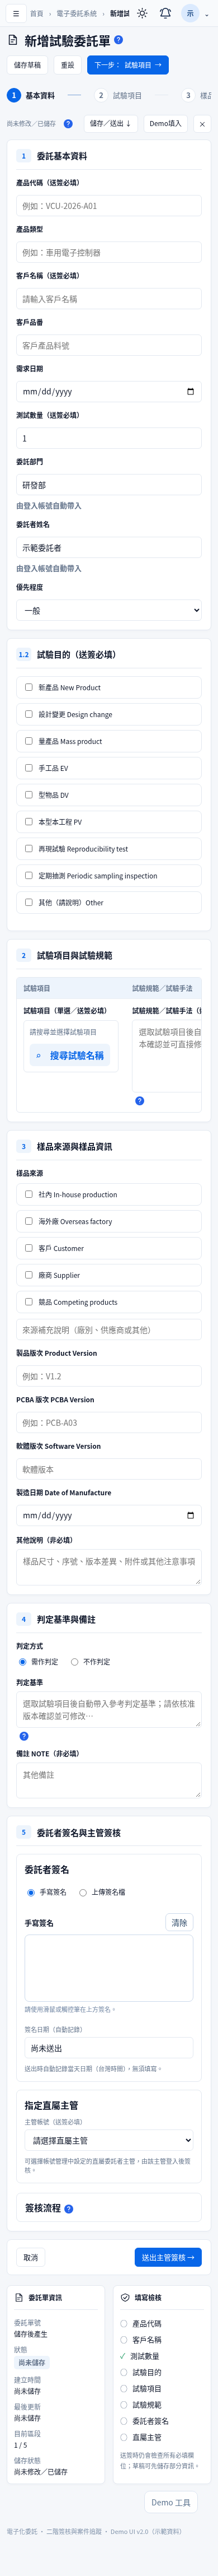 ☰ 首頁 › 電子委託系統 › 新增試 示
新增試驗委託單 ?
儲存草稿 重設 下一步： 試驗項目 →
1 基本資料 2 試驗項目 3 樣品
尚未修改／已儲存 ? 儲存／送出 ↓ Demo填入 ×
1 委託基本資料
產品代碼（送簽必填）
例如：VCU-2026-A01
產品類型
例如：車用電子控制器
客戶名稱（送簽必填）
請輸入客戶名稱
客戶品番
客戶產品料號
需求日期
mm/dd/yyyy
測試數量（送簽必填）
1
委託部門
研發部
由登入帳號自動帶入
委託者姓名
示範委託者
由登入帳號自動帶入
優先程度
一般
1.2 試驗目的（送簽必填）
新產品 New Product
設計變更 Design change
量產品 Mass product
手工品 EV
型物品 DV
本型本工程 PV
再現試驗 Reproducibility test
定期抽測 Periodic sampling inspection
其他（請說明）Other
2 試驗項目與試驗規範
試驗項目 試驗規範／試驗手法
試驗項目（單選／送簽必填） 試驗規範／試驗手法（
請搜尋並選擇試驗項目
搜尋試驗名稱
選取試驗項目後自
本確認並可直接修
?
3 樣品來源與樣品資訊
樣品來源
社內 In-house production
海外廠 Overseas factory
客戶 Customer
廠商 Supplier
競品 Competing products
來源補充說明（廠別、供應商或其他）
製品版次 Product Version
例如：V1.2
PCBA 版次 PCBA Version
例如：PCB-A03
軟體版次 Software Version
軟體版本
製造日期 Date of Manufacture
mm/dd/yyyy
其他說明（非必填）
樣品尺寸、序號、版本差異、附件或其他注意事項
4 判定基準與備註
判定方式
需作判定 不作判定
判定基準
選取試驗項目後自動帶入參考判定基準；請依核准
版本確認並可修改…
?
備註 NOTE（非必填）
其他備註
5 委託者簽名與主管簽核
委託者簽名
手寫簽名 上傳簽名檔
手寫簽名 清除
請使用滑鼠或觸控筆在上方簽名。
簽名日期（自動記錄）
尚未送出
送出時自動記錄當天日期（台灣時間），無須填寫。
指定直屬主管
主管帳號（送簽必填）
請選擇直屬主管
可選擇帳號管理中設定的直屬委託者主管，由該主管登入後簽
核。
簽核流程 ?
取消 送出主管簽核 →
委託單資訊
委託單號
儲存後產生
狀態
尚未儲存
建立時間
尚未儲存
最後更新
尚未儲存
目前區段
1 / 5
儲存狀態
尚未修改／已儲存
填寫檢核
產品代碼
客戶名稱
✓ 測試數量
試驗目的
試驗項目
試驗規範
委託者簽名
直屬主管
送簽時仍會檢查所有必填欄
位；草稿可先儲存部分資訊。
Demo 工具
電子化委託 · 二階簽核與案件追蹤 · Demo UI v2.0（示範資料）